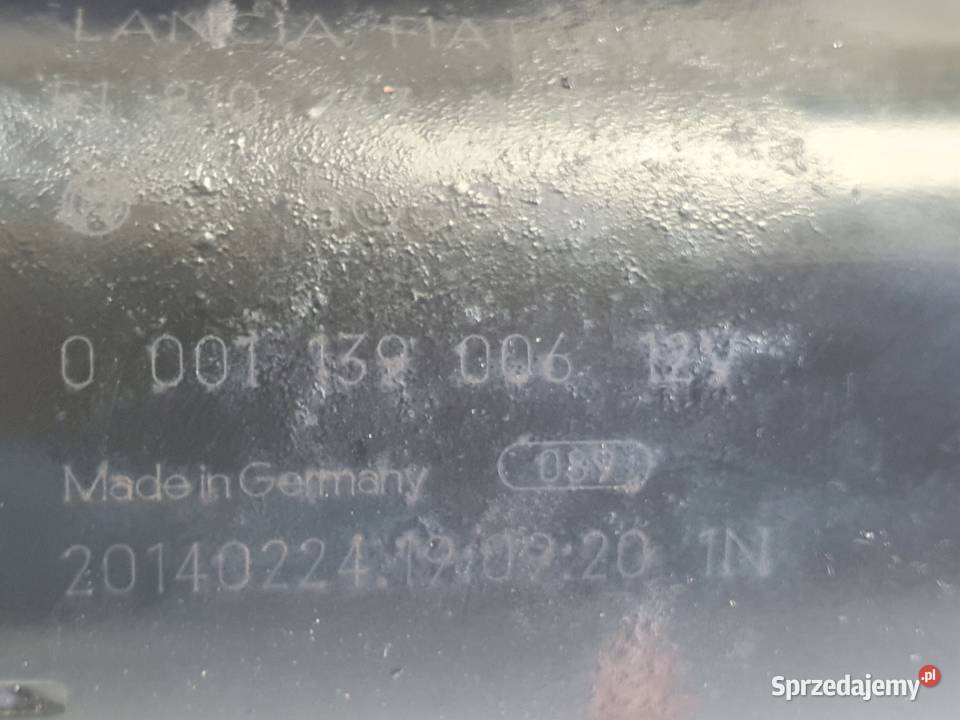 LANCIA FIAT
0 001 139 006 12V
Made in Germany 089
20140224.19:09:20 1N
Sprzedajemy.pl